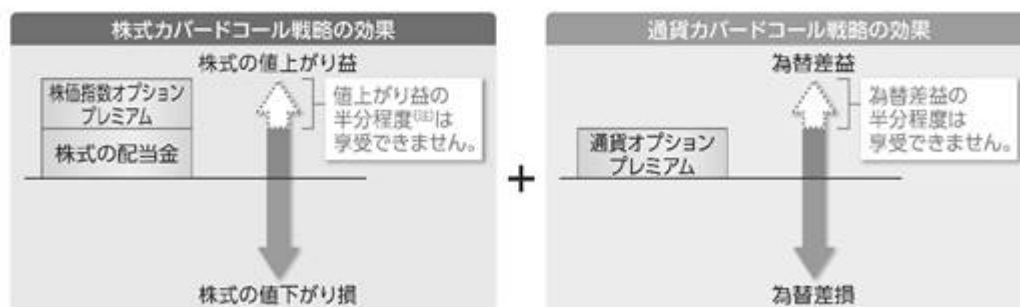 株式カバードコール戦略の効果
株式の値上がり益
株価指数オプション
プレミアム
株式の配当金
値上がり益の
半分程度(注)は
享受できません。
株式の値下がり損
+
通貨カバードコール戦略の効果
為替差益
通貨オプション
プレミアム
為替差益の
半分程度は
享受できません。
為替差損